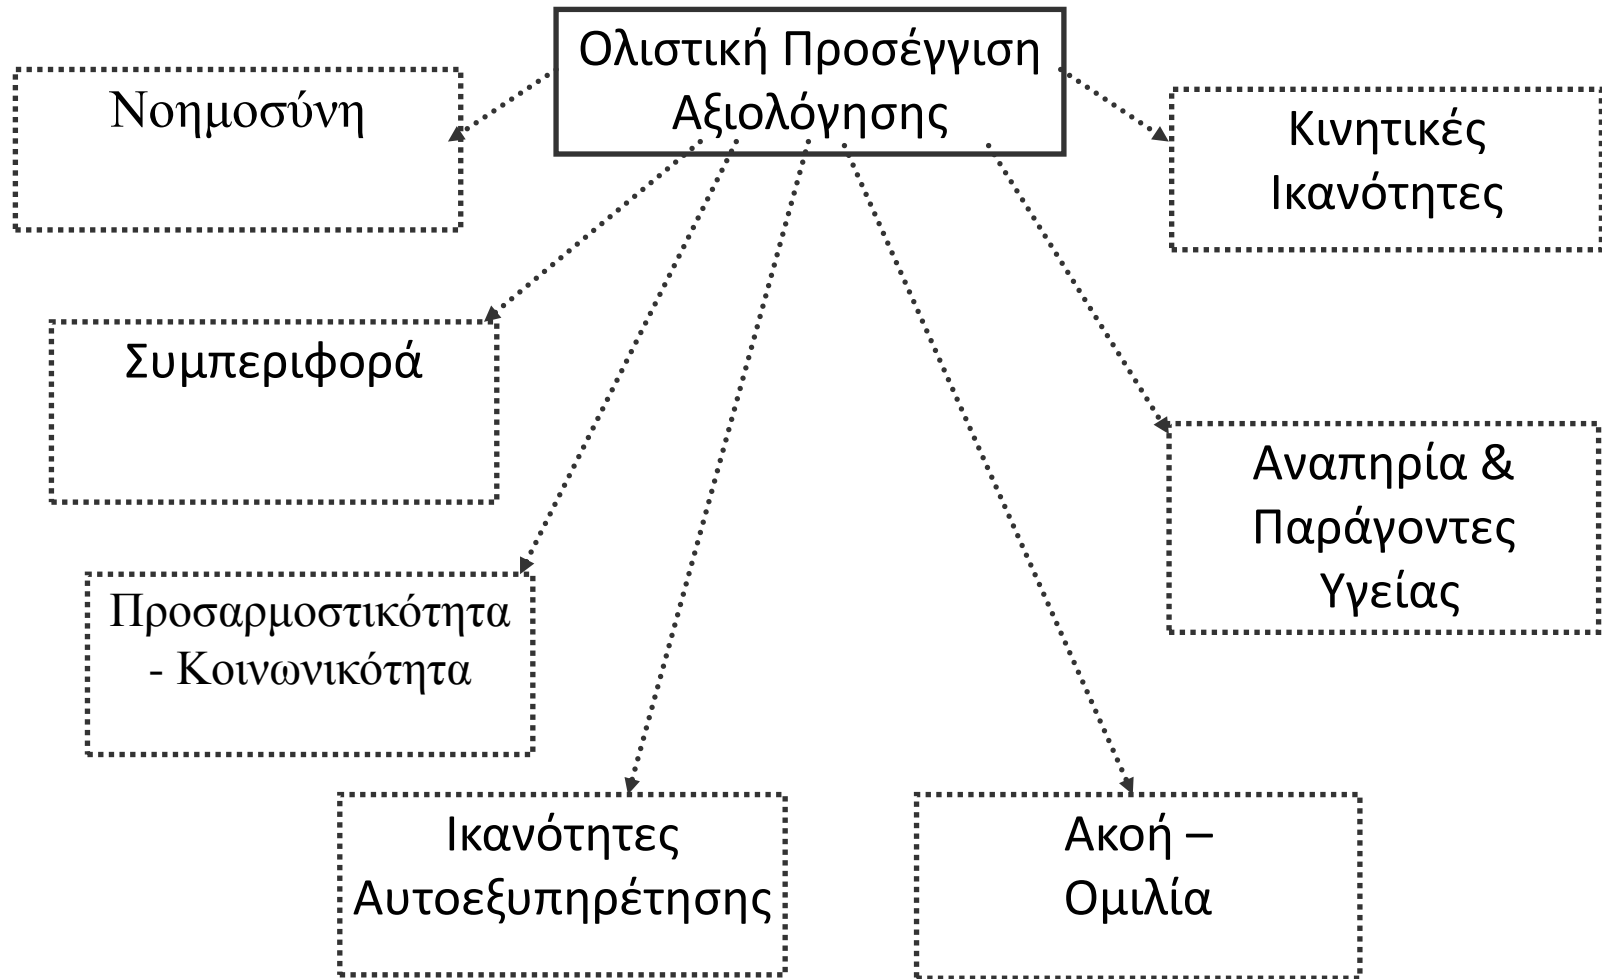 Ολιστική Προσέγγιση
Αξιολόγησης
Νοημοσύνη
Κινητικές
Ικανότητες
Συμπεριφορά
Αναπηρία &
Παράγοντες
Υγείας
Προσαρμοστικότητα
- Κοινωνικότητα
Ικανότητες
Αυτοεξυπηρέτησης
Ακοή –
Ομιλία